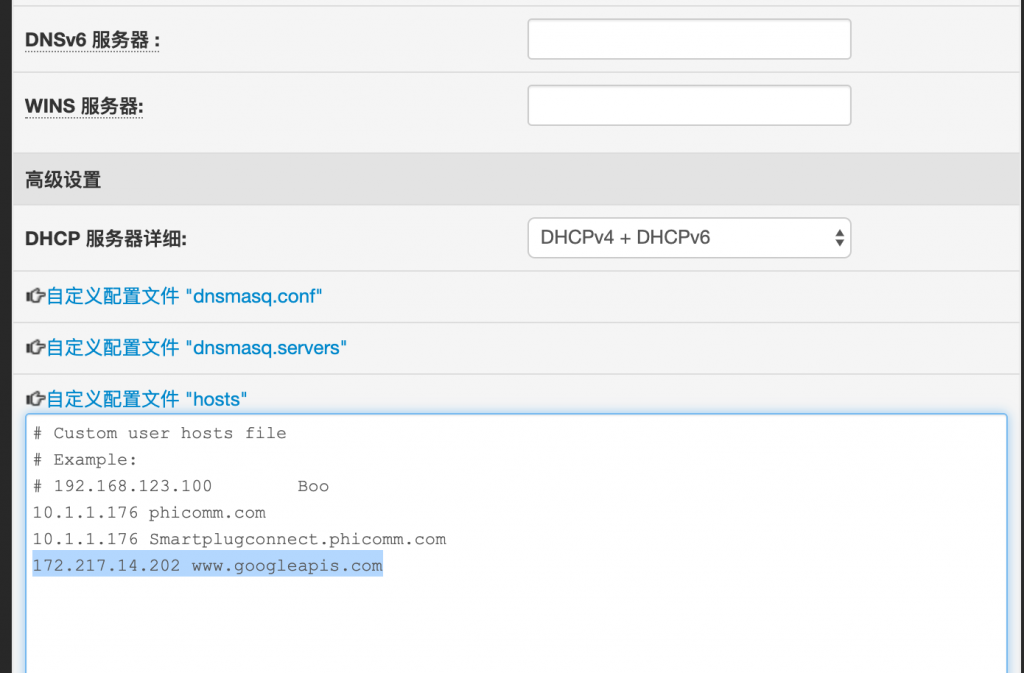 DNSv6 服务器 :
WINS 服务器:
高级设置
DHCP 服务器详细:
DHCPv4 + DHCPv6
自定义配置文件 "dnsmasq.conf"
自定义配置文件 "dnsmasq.servers"
自定义配置文件 "hosts"
# Custom user hosts file
# Example:
# 192.168.123.100        Boo
10.1.1.176 phicomm.com
10.1.1.176 Smartplugconnect.phicomm.com
172.217.14.202 www.googleapis.com